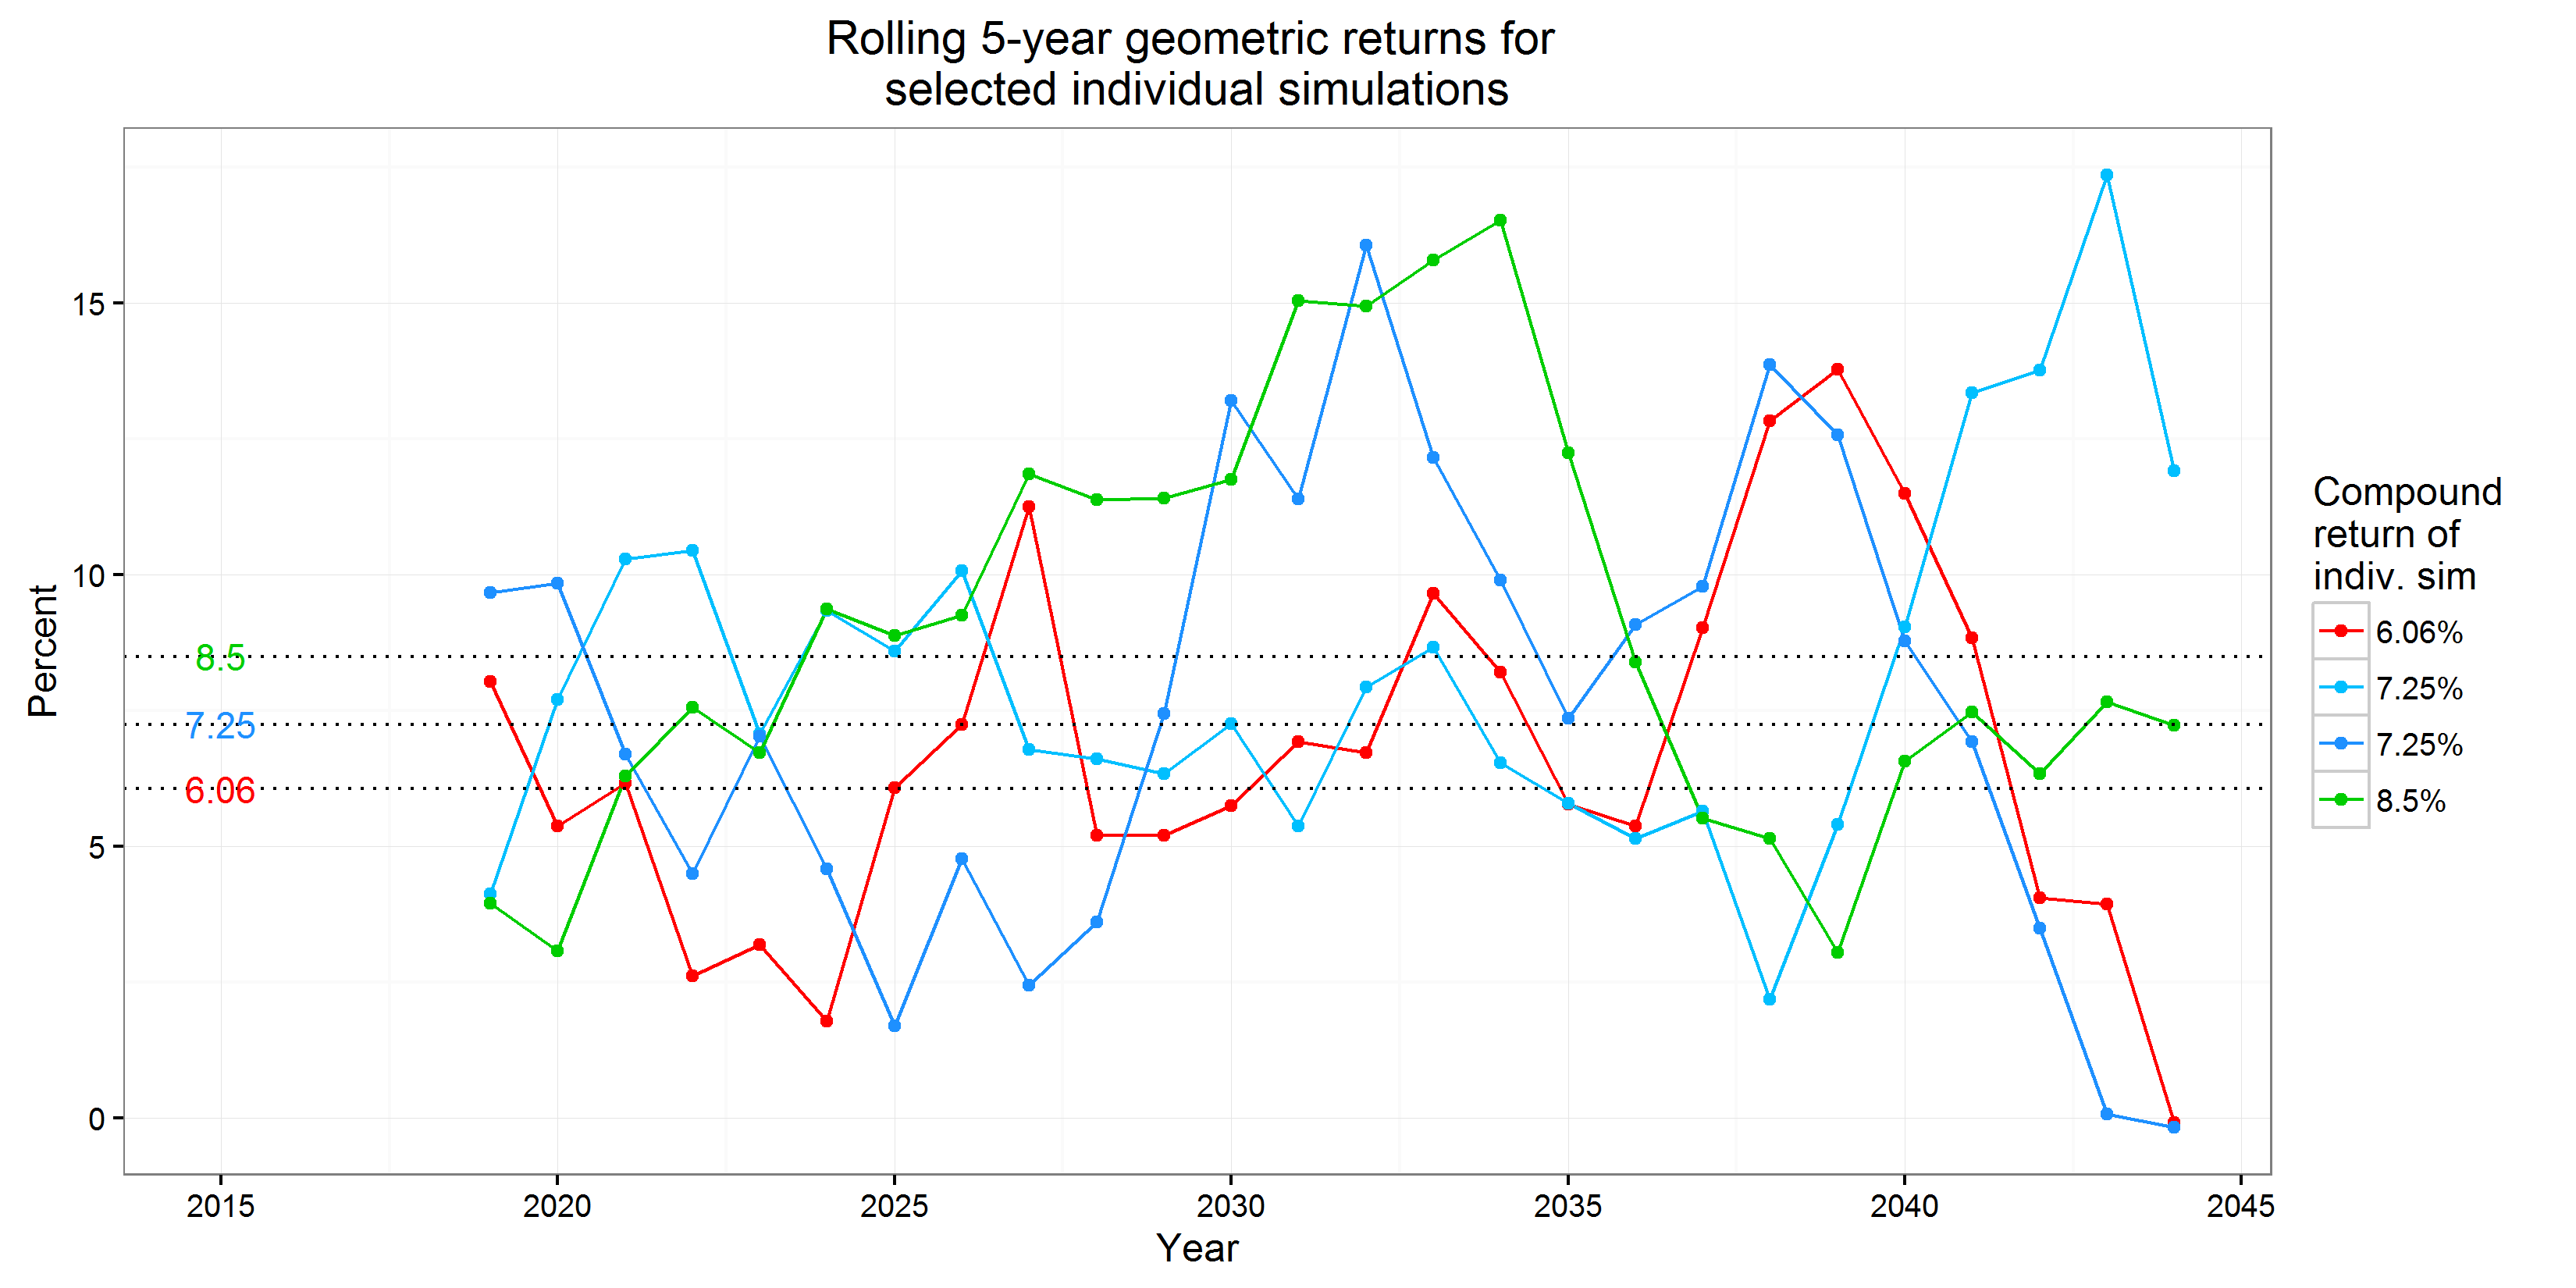 Rolling 5-year geometric returns for
selected individual simulations
Percent
15
10
5
0
8.5
7.25
6.06
2015 2020 2025 2030 2035 2040 2045
Year
Compound
return of
indiv. sim
6.06%
7.25%
7.25%
8.5%